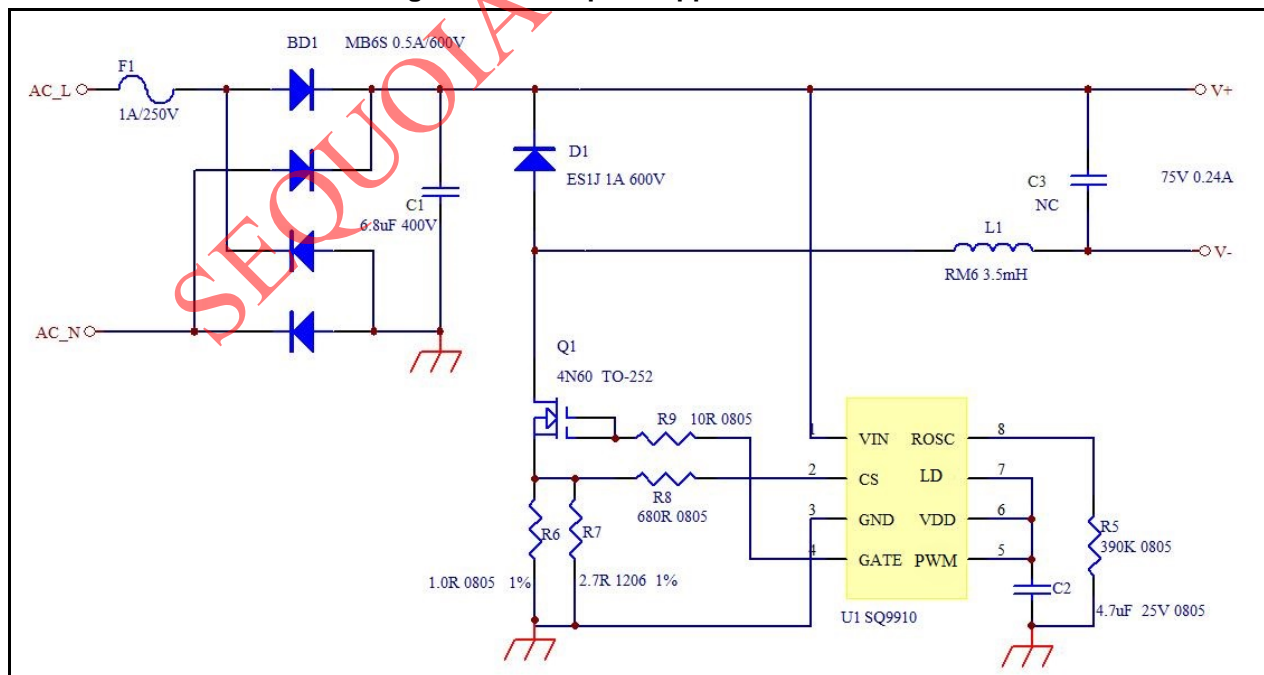 BD1 MB6S 0.5A/600V
F1
AC_L
1A/250V
V+
D1
ES1J 1A 600V
C1
6.8uF 400V
C3
NC
75V 0.24A
L1
RM6 3.5mH
V-
AC_N
SEQUOIA
Q1
4N60 TO-252
R9 10R 0805
R8
680R 0805
R6
1.0R 0805 1%
R7
2.7R 1206 1%
1 VIN ROSC 8
2 CS LD 7
3 GND VDD 6
4 GATE PWM 5
U1 SQ9910
R5
390K 0805
C2
4.7uF 25V 0805